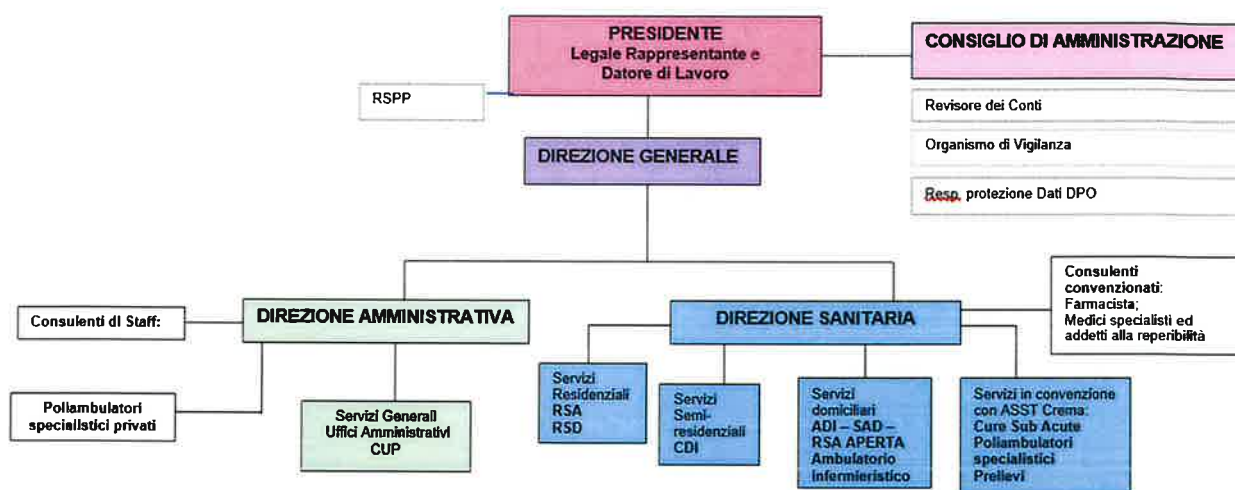 PRESIDENTE
Legale Rappresentante e
Datore di Lavoro
CONSIGLIO DI AMMINISTRAZIONE
RSPP
Revisore dei Conti
Organismo di Vigilanza
Resp. protezione Dati DPO
DIREZIONE GENERALE
Consulenti di Staff:
DIREZIONE AMMINISTRATIVA
DIREZIONE SANITARIA
Consulenti
convenzionati:
Farmacista;
Medici specialisti ed
addetti alla reperibilità
Poliambulatori
specialistici privati
Servizi Generali
Uffici Amministrativi
CUP
Servizi
Residenziali
RSA
RSD
Servizi
Semi-
residenziali
CDI
Servizi
domiciliari
ADI – SAD –
RSA APERTA
Ambulatorio
Infermieristico
Servizi in convenzione
con ASST Crema:
Cure Sub Acute
Poliambulatori
specialistici
Prelievi